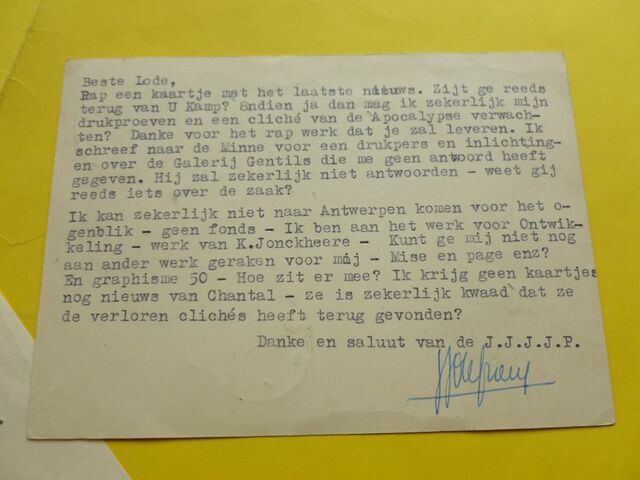 Beste Lode,
Rap een kaartje met het laatste nieuws. Zijt ge reeds
terug van U Kamp? Indien ja dan mag ik zekerlijk mijn
drukproeven en een cliché van de Apocalypse verwach-
ten? Danke voor het rap werk dat je zal leveren. Ik
schreef naar de Minne voor een drukpers en inlichting-
en over de Galerij Gentils die me geen antwoord heeft
gegeven. Hij zal zekerlijk niet antwoorden - weet gij
reeds iets over de zaak?
Ik kan zekerlijk niet naar Antwerpen komen voor het o-
genblik - geen fonds - Ik ben aan het werk voor Ontwik-
keling - werk van K.Jonckheere - Kunt ge mij niet nog
aan ander werk geraken voor mij - Mise en page enz?
En graphisme 50 - Hoe zit er mee? Ik krijg geen kaartjes
nog nieuws van Chantal - ze is zekerlijk kwaad dat ze
de verloren clichés heeft terug gevonden?
Danke en saluut van de J.J.J.J.P.